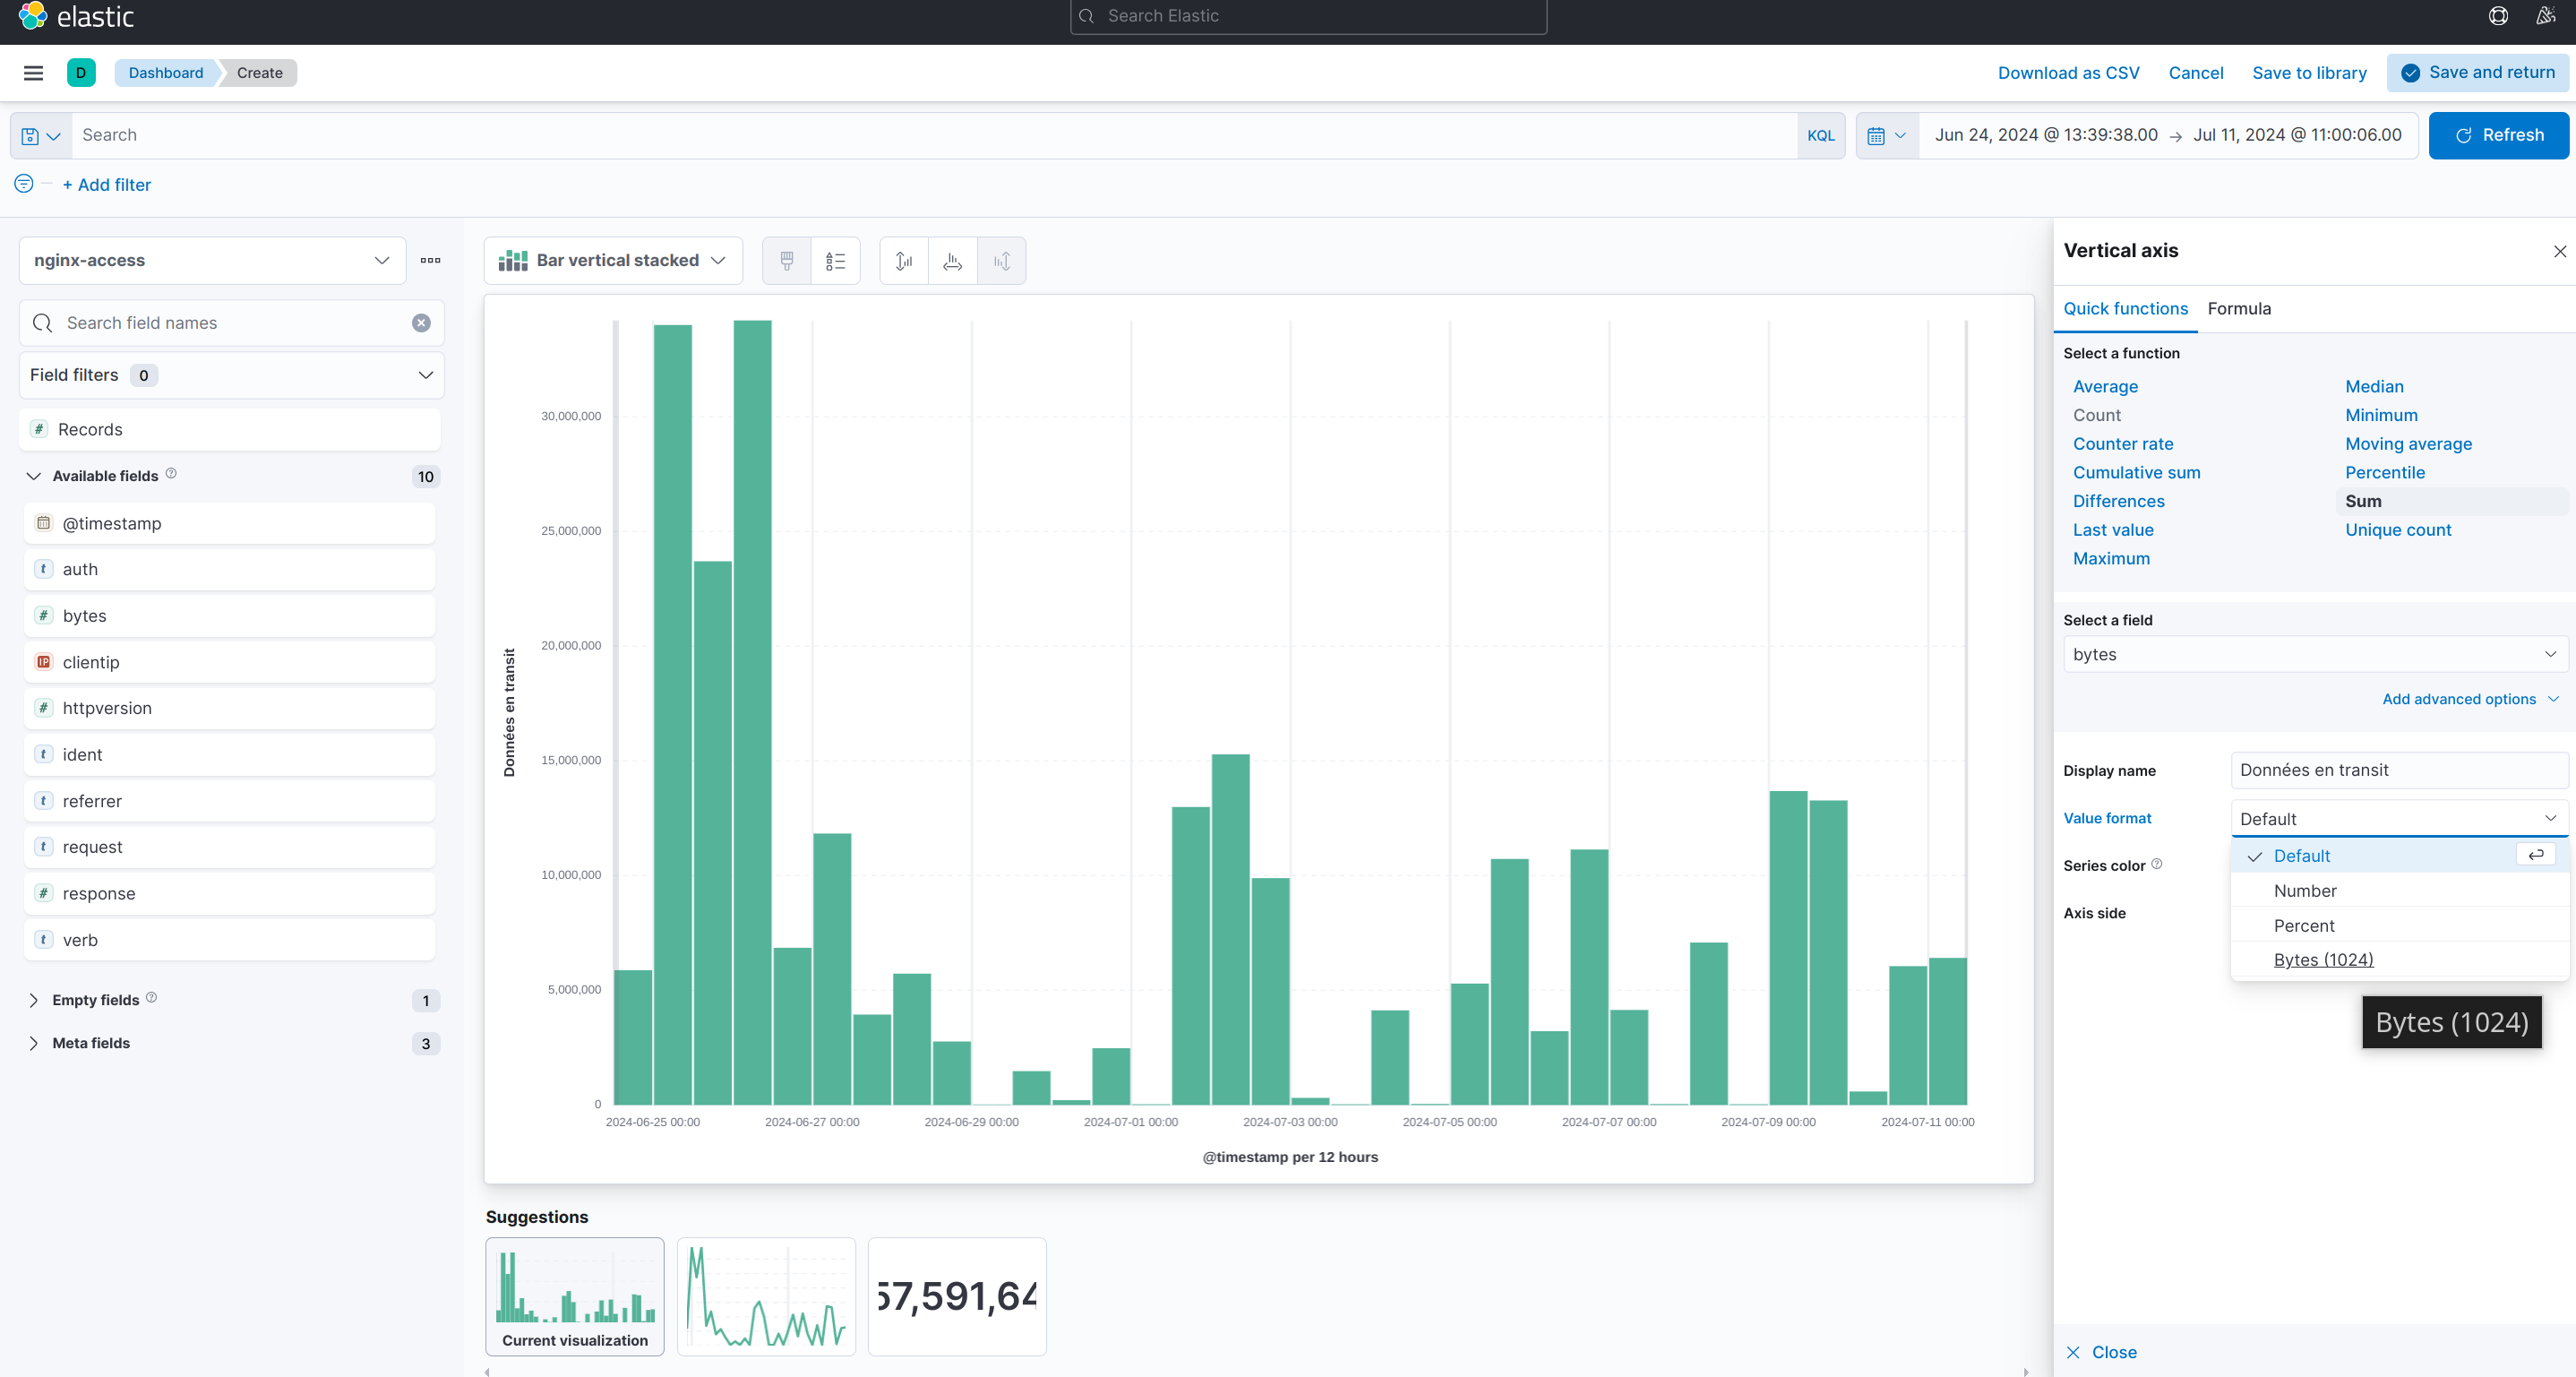 elastic
Search Elastic
D
Dashboard
Create
Download as CSV
Cancel
Save to library
Save and return
Search
KQL
Jun 24, 2024 @ 13:39:38.00 → Jul 11, 2024 @ 11:00:06.00
Refresh
+ Add filter
nginx-access
Search field names
Field filters 0
# Records
Available fields 10
@timestamp
t auth
# bytes
IP clientip
# httpversion
t ident
t referrer
t request
# response
t verb
Empty fields 1
Meta fields 3
Bar vertical stacked
Données en transit
30,000,000
25,000,000
20,000,000
15,000,000
10,000,000
5,000,000
0
2024-06-25 00:00
2024-06-27 00:00
2024-06-29 00:00
2024-07-01 00:00
2024-07-03 00:00
2024-07-05 00:00
2024-07-07 00:00
2024-07-09 00:00
2024-07-11 00:00
@timestamp per 12 hours
Suggestions
Current visualization
57,591,64
Vertical axis
Quick functions
Formula
Select a function
Average
Median
Count
Minimum
Counter rate
Moving average
Cumulative sum
Percentile
Differences
Sum
Last value
Unique count
Maximum
Select a field
bytes
Add advanced options
Display name
Données en transit
Value format
Default
Default
Series color
Number
Axis side
Percent
Bytes (1024)
Bytes (1024)
Close